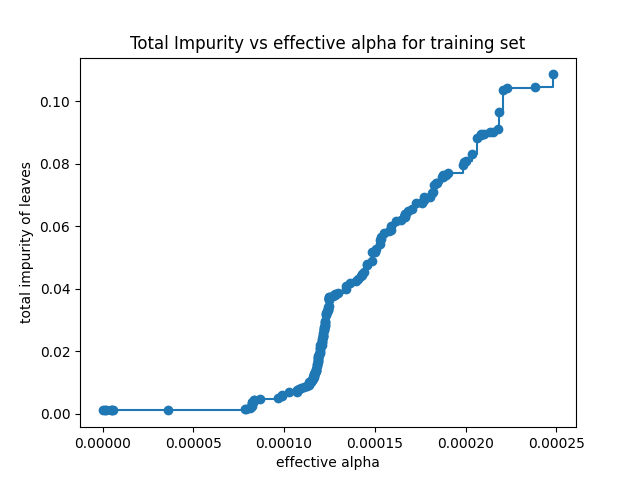 Total Impurity vs effective alpha for training set
total impurity of leaves
0.10
0.08
0.06
0.04
0.02
0.00
0.00000 0.00005 0.00010 0.00015 0.00020 0.00025
effective alpha